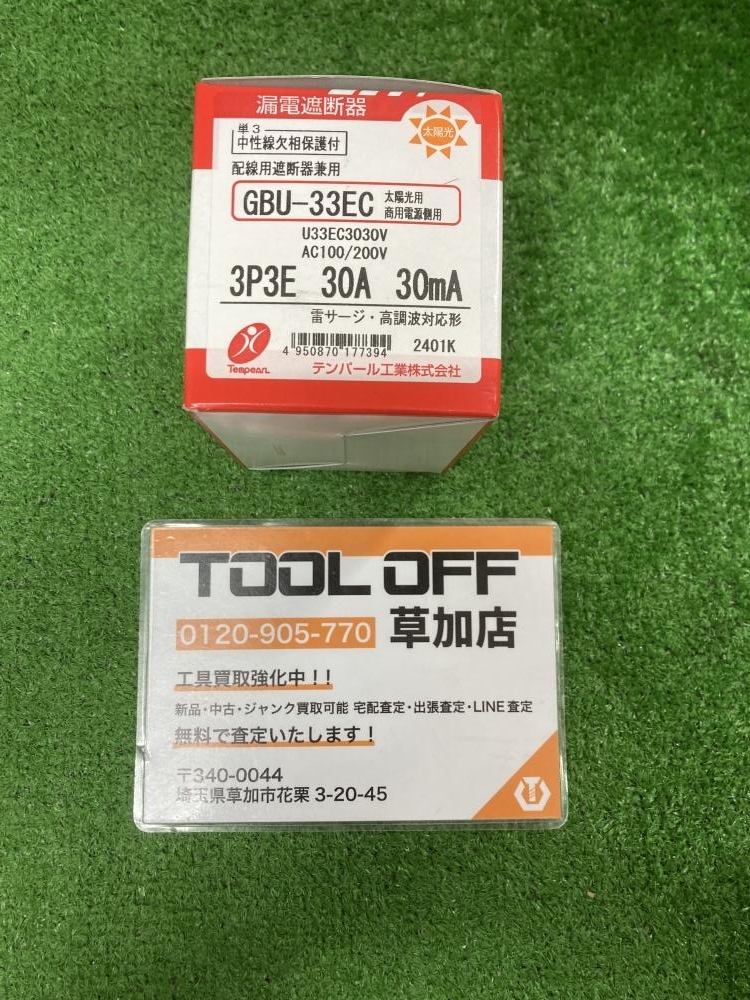 漏電遮断器
太陽光
単3
中性線欠相保護付
配線用遮断器兼用
GBU-33EC 太陽光用
商用電源側用
U33EC3030V
AC100/200V
3P3E 30A 30mA
雷サージ・高調波対応形
4 950870 177394 2401K
Tempearl テンパール工業株式会社
TOOL OFF
0120-905-770 草加店
工具買取強化中!!
新品・中古・ジャンク買取可能 宅配査定・出張査定・LINE査定
無料で査定いたします!
〒340-0044
埼玉県草加市花栗 3-20-45